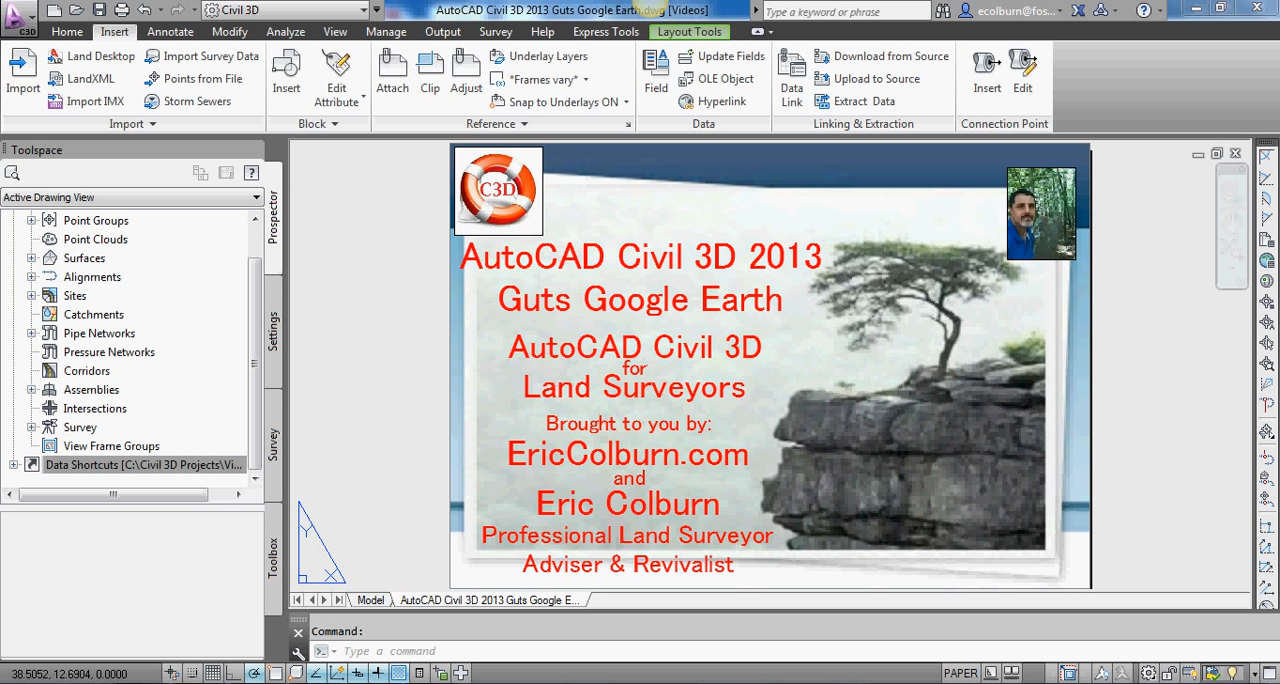 Civil 3D
AutoCAD Civil 3D 2013 Guts Google Earth.dwg [Videos]
Type a keyword or phrase
ecolburn@fos...
C3D
Home
Insert
Annotate
Modify
Analyze
View
Manage
Output
Survey
Help
Express Tools
Layout Tools
Import
Land Desktop
LandXML
Import IMX
Import Survey Data
Points from File
Storm Sewers
Import
Insert
Edit
Attribute
Block
Attach
Clip
Adjust
Underlay Layers
*Frames vary*
Snap to Underlays ON
Reference
Field
Update Fields
OLE Object
Hyperlink
Data
Data
Link
Download from Source
Upload to Source
Extract Data
Linking & Extraction
Insert
Edit
Connection Point
Toolspace
Active Drawing View
Point Groups
Point Clouds
Surfaces
Alignments
Sites
Catchments
Pipe Networks
Pressure Networks
Corridors
Assemblies
Intersections
Survey
View Frame Groups
Data Shortcuts [C:\Civil 3D Projects\Vi...
Prospector
Settings
Survey
Toolbox
C3D
AutoCAD Civil 3D 2013
Guts Google Earth
AutoCAD Civil 3D
for
Land Surveyors
Brought to you by:
EricColburn.com
and
Eric Colburn
Professional Land Surveyor
Adviser & Revivalist
Y
X
Model
AutoCAD Civil 3D 2013 Guts Google E...
Command:
Type a command
38.5052, 12.6904, 0.0000
PAPER